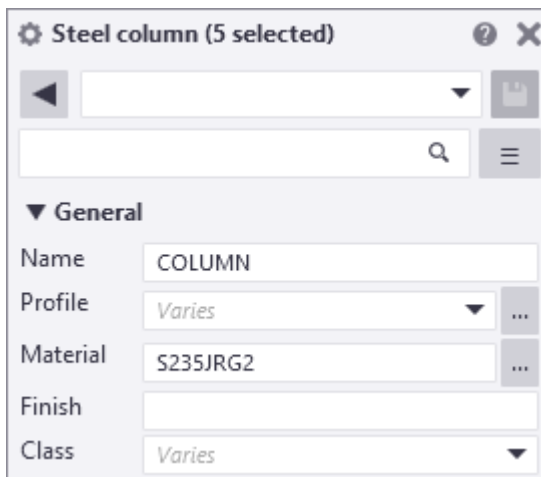 Steel column (5 selected)
▼ General
Name COLUMN
Profile Varies ...
Material S235JRG2 ...
Finish
Class Varies